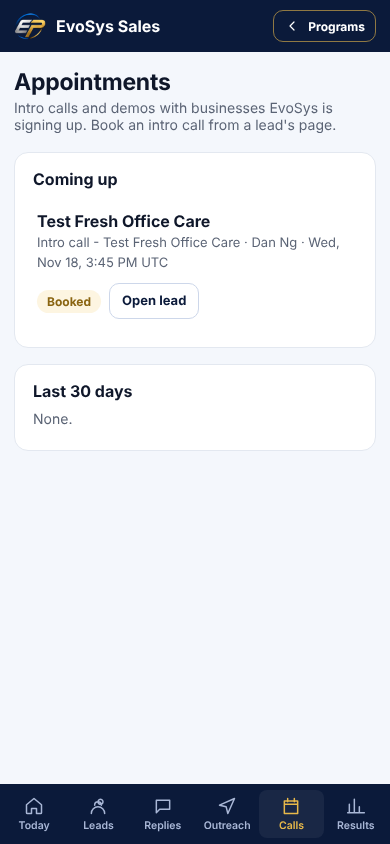 EP EvoSys Sales
Programs
Appointments
Intro calls and demos with businesses EvoSys is
signing up. Book an intro call from a lead's page.
Coming up
Test Fresh Office Care
Intro call - Test Fresh Office Care · Dan Ng · Wed,
Nov 18, 3:45 PM UTC
Booked
Open lead
Last 30 days
None.
Today
Leads
Replies
Outreach
Calls
Results